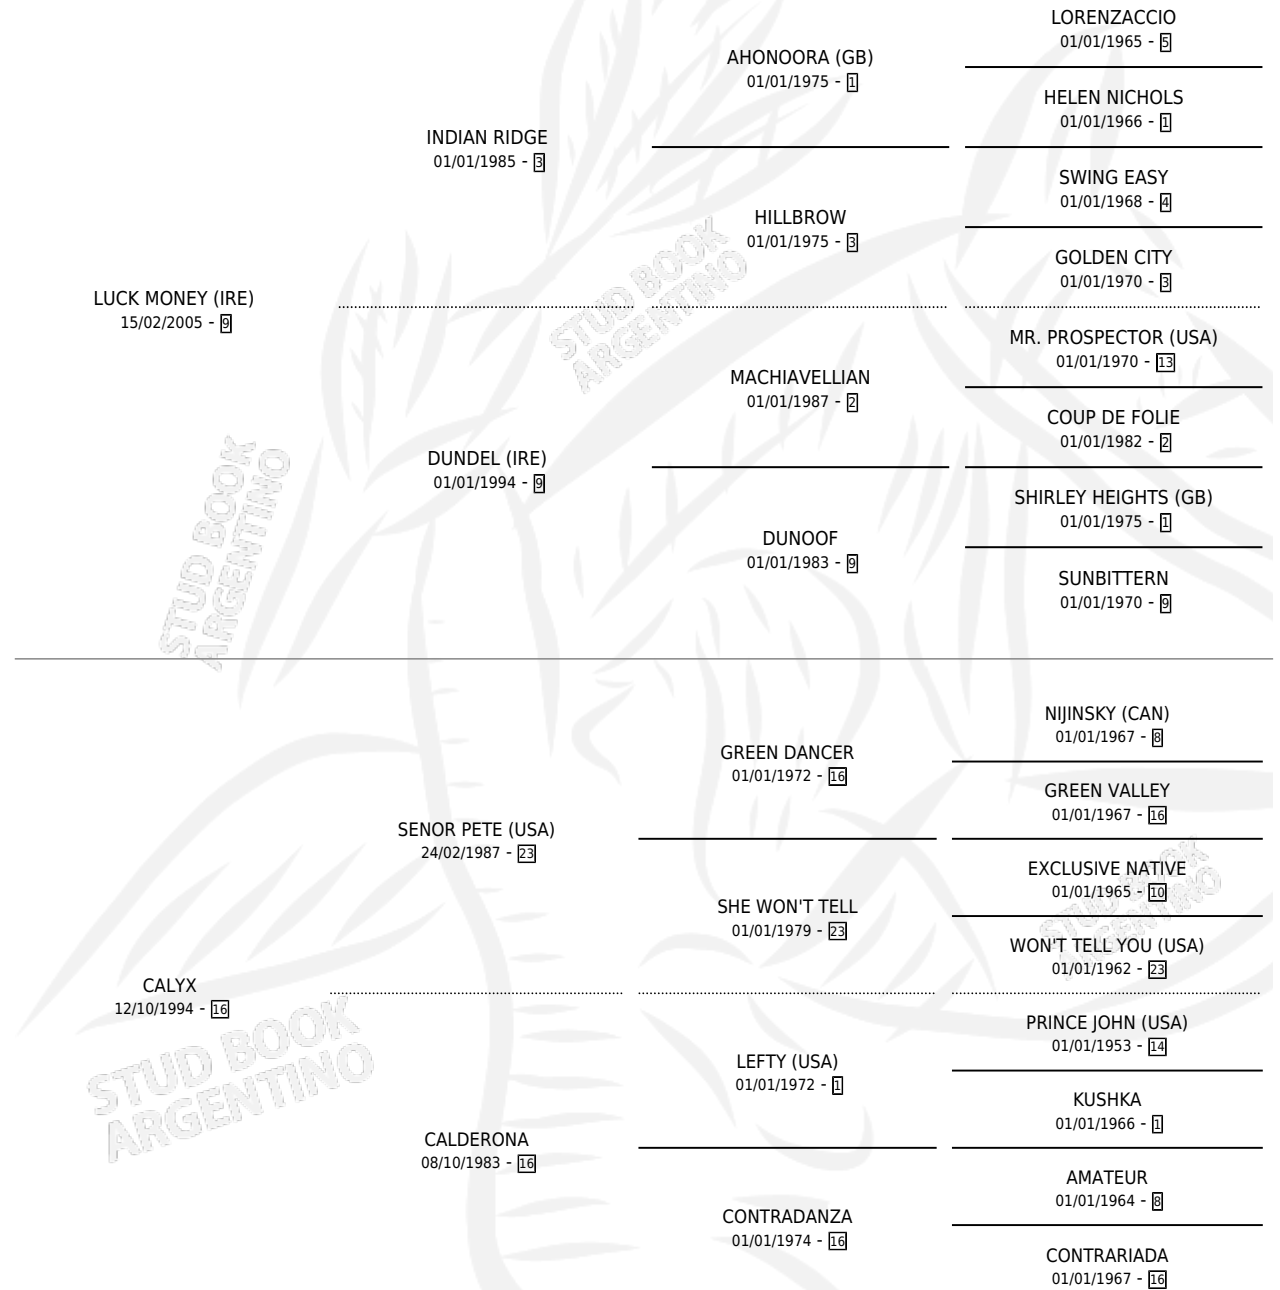 LORENZACCIO
01/01/1965 - 5
AHONOORA (GB)
01/01/1975 - 1
HELEN NICHOLS
01/01/1966 - 1
INDIAN RIDGE
01/01/1985 - 3
SWING EASY
01/01/1968 - 4
HILLBROW
01/01/1975 - 3
GOLDEN CITY
01/01/1970 - 3
LUCK MONEY (IRE)
15/02/2005 - 9
STUD BOOK
ARGENTINO
MR. PROSPECTOR (USA)
01/01/1970 - 13
MACHIAVELLIAN
01/01/1987 - 2
COUP DE FOLIE
01/01/1982 - 2
DUNDEL (IRE)
01/01/1994 - 9
SHIRLEY HEIGHTS (GB)
01/01/1975 - 1
DUNOOF
01/01/1983 - 9
SUNBITTERN
01/01/1970 - 9
STUD BOOK
ARGENTINO
NIJINSKY (CAN)
01/01/1967 - 8
GREEN DANCER
01/01/1972 - 16
GREEN VALLEY
01/01/1967 - 16
SENOR PETE (USA)
24/02/1987 - 23
EXCLUSIVE NATIVE
01/01/1965 - 10
SHE WON'T TELL
01/01/1979 - 23
STUD BOOK
ARGENTINO
WON'T TELL YOU (USA)
01/01/1962 - 23
CALYX
12/10/1994 - 16
PRINCE JOHN (USA)
01/01/1953 - 14
LEFTY (USA)
01/01/1972 - 1
STUD BOOK
ARGENTINO
KUSHKA
01/01/1966 - 1
CALDERONA
08/10/1983 - 16
AMATEUR
01/01/1964 - 8
CONTRADANZA
01/01/1974 - 16
CONTRARIADA
01/01/1967 - 16